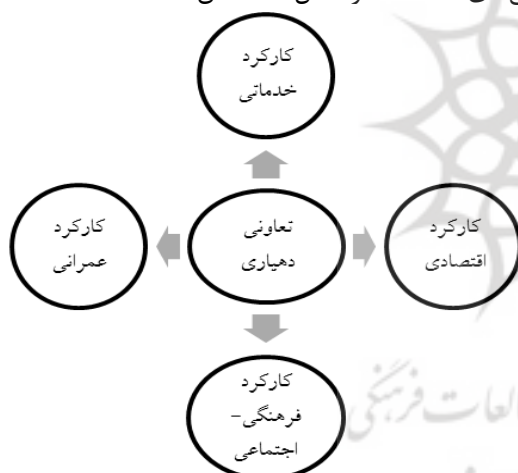 کارکرد
خدماتی
کارکرد
اقتصادی
تعاونی
دهیاری
کارکرد
عمرانی
کارکرد
فرهنگی-
اجتماعی